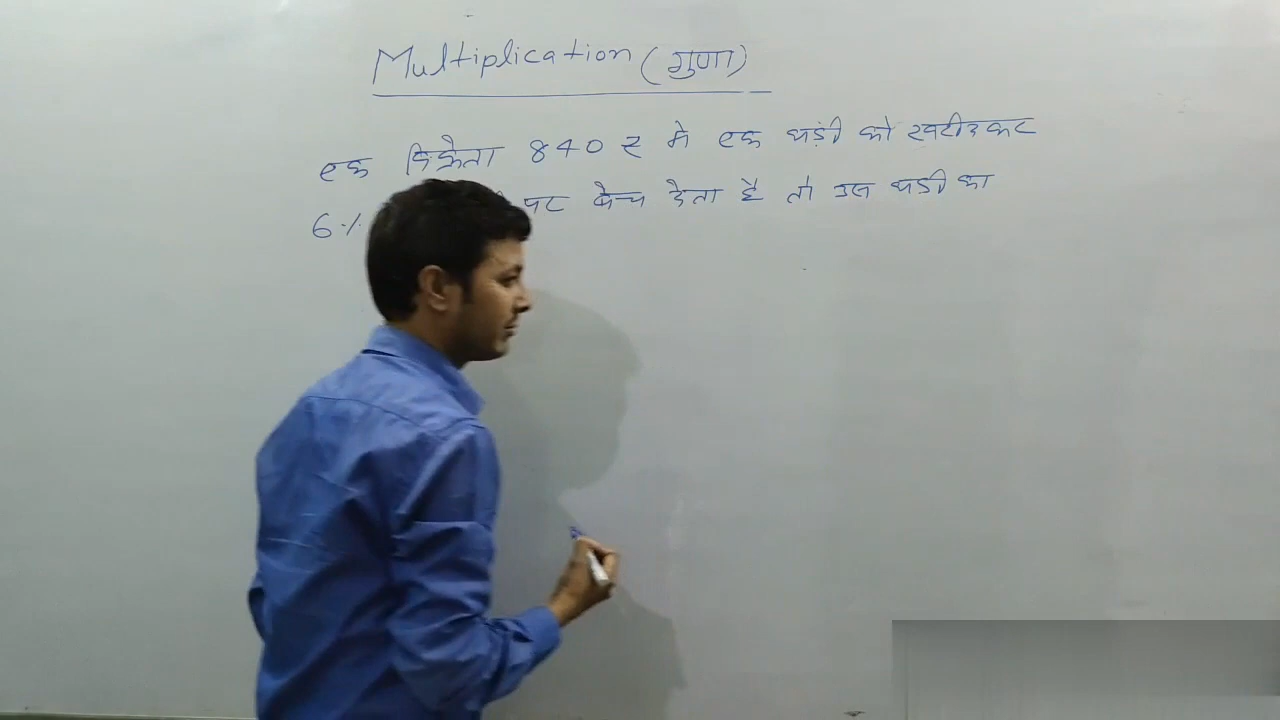 Multiplication (गुणा)
एक विक्रेता 840 रु मे एक घडी को खरीदकर
6% पर बेच देता है तो उस घडी का